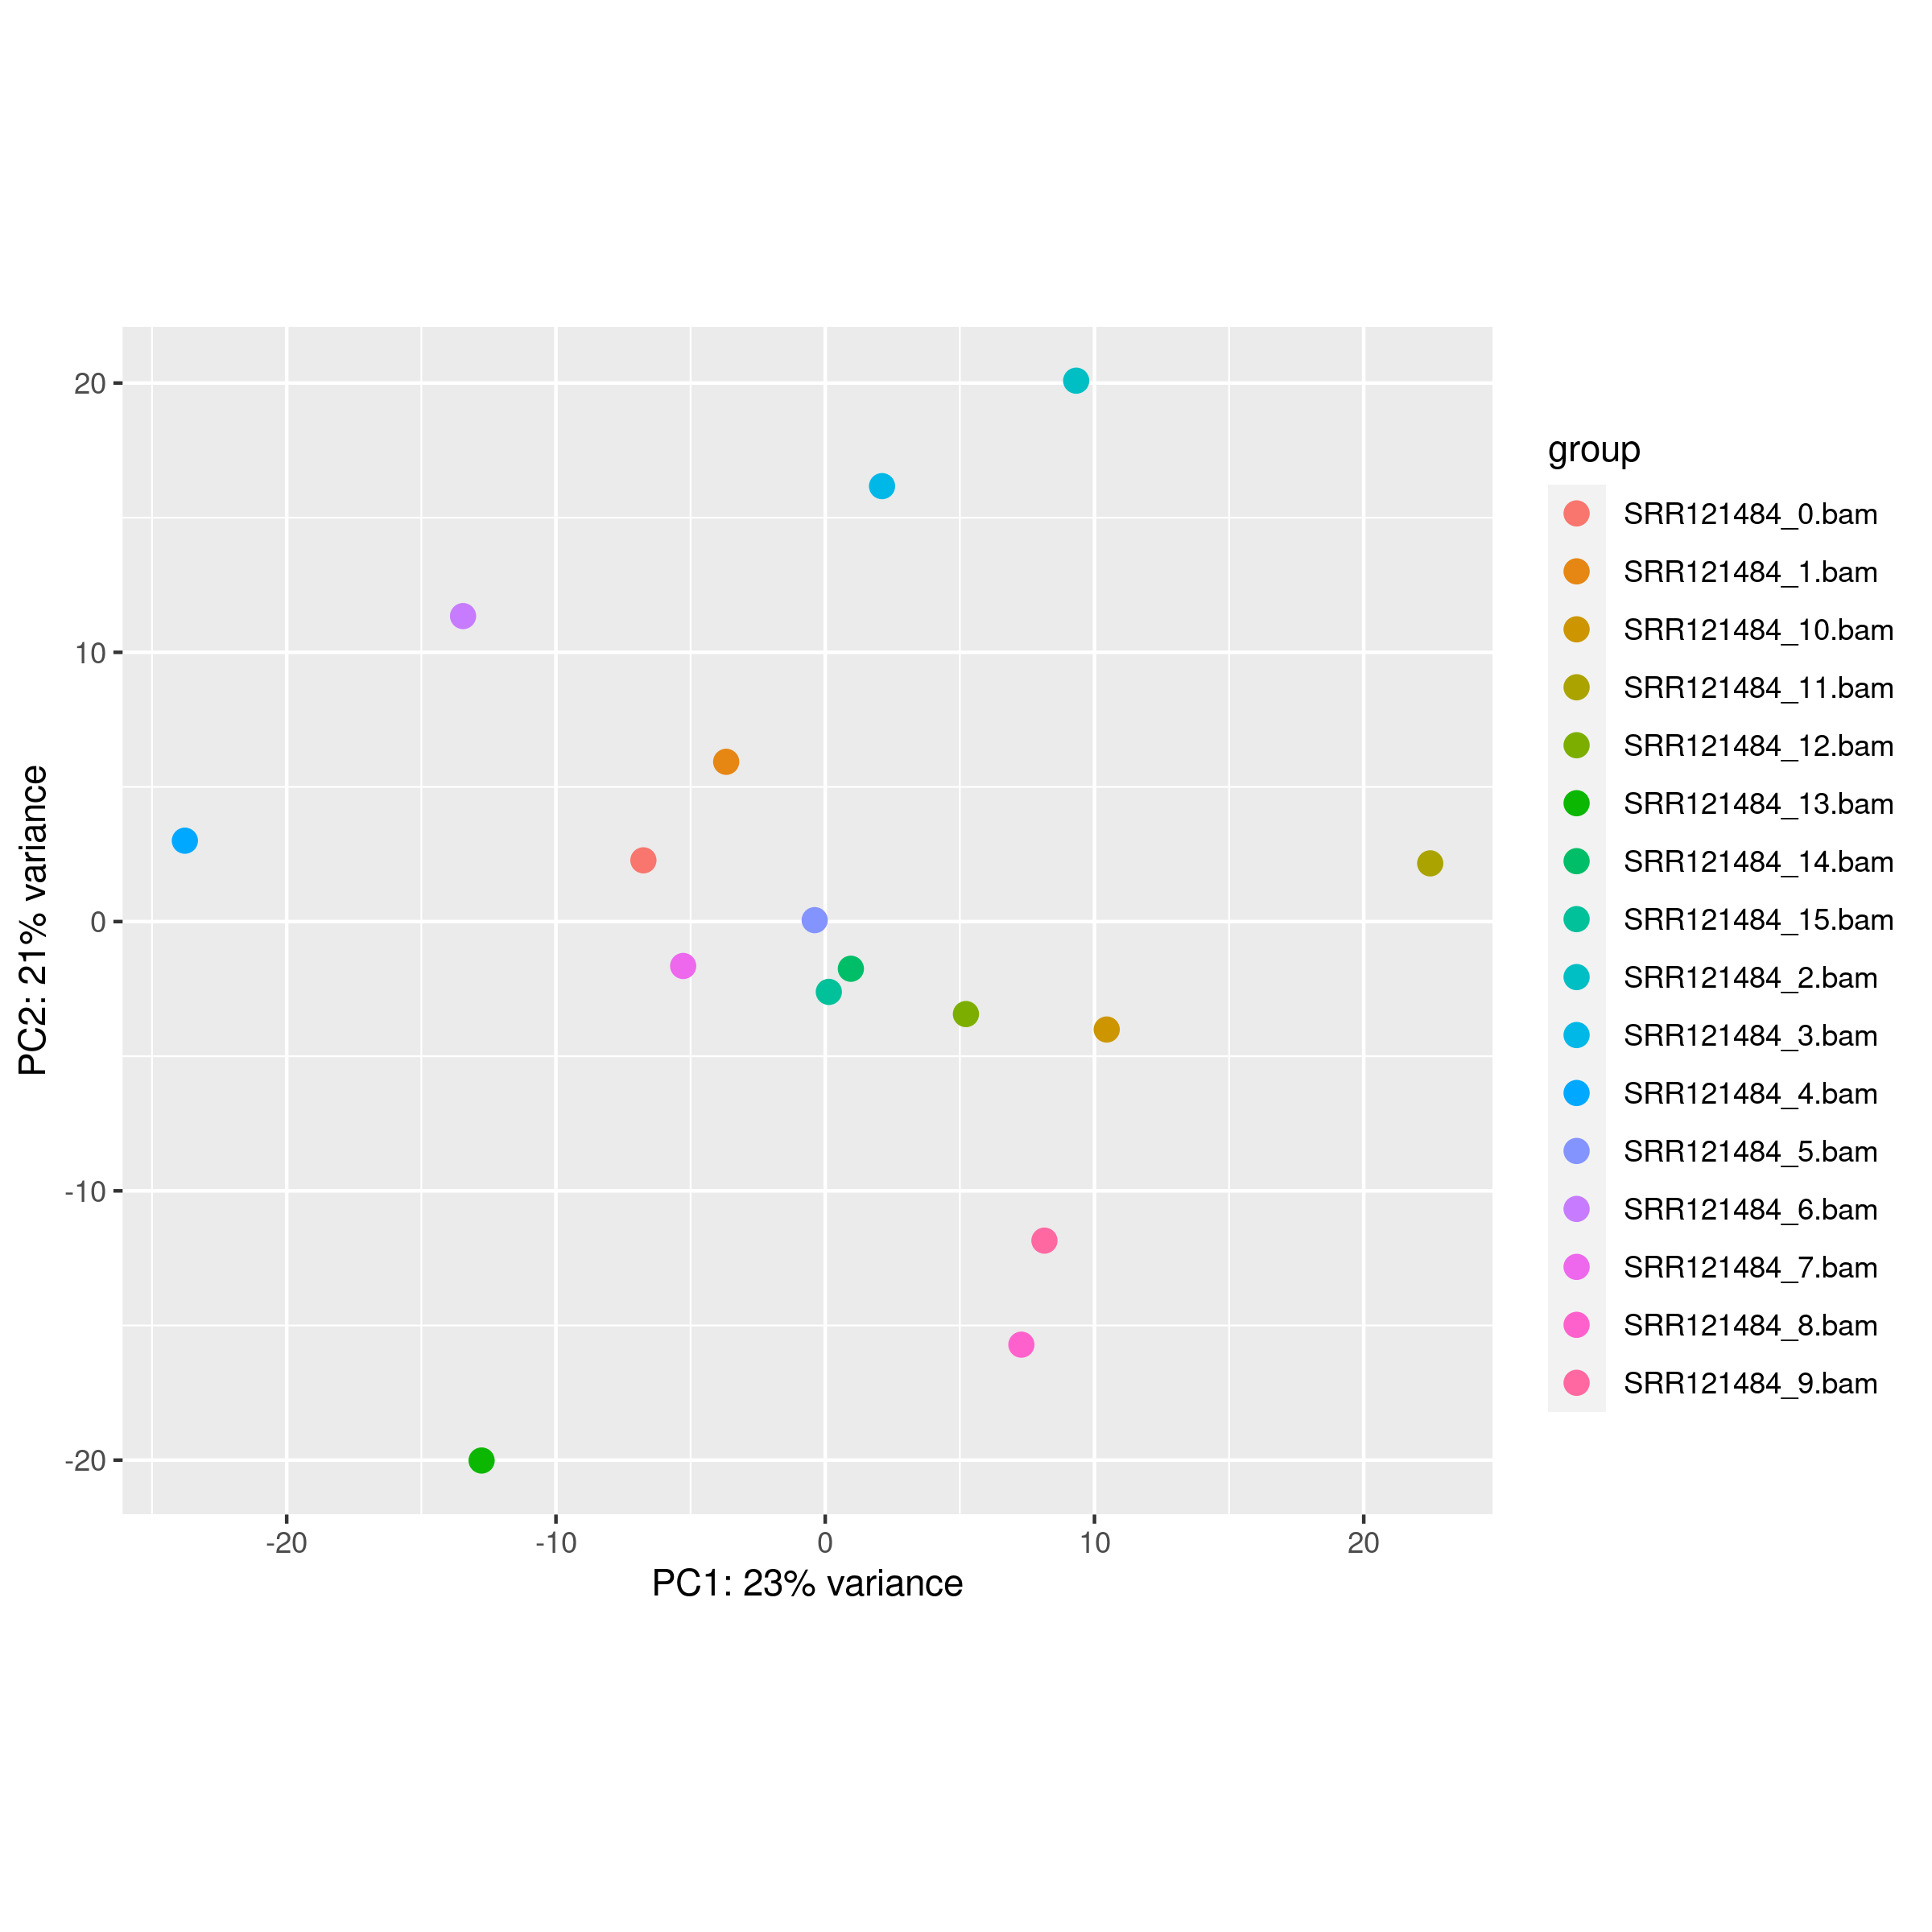 20
10
0
-10
-20
-20
-10
0
10
20
PC1: 23% variance
PC2: 21% variance
group
SRR121484_0.bam
SRR121484_1.bam
SRR121484_10.bam
SRR121484_11.bam
SRR121484_12.bam
SRR121484_13.bam
SRR121484_14.bam
SRR121484_15.bam
SRR121484_2.bam
SRR121484_3.bam
SRR121484_4.bam
SRR121484_5.bam
SRR121484_6.bam
SRR121484_7.bam
SRR121484_8.bam
SRR121484_9.bam